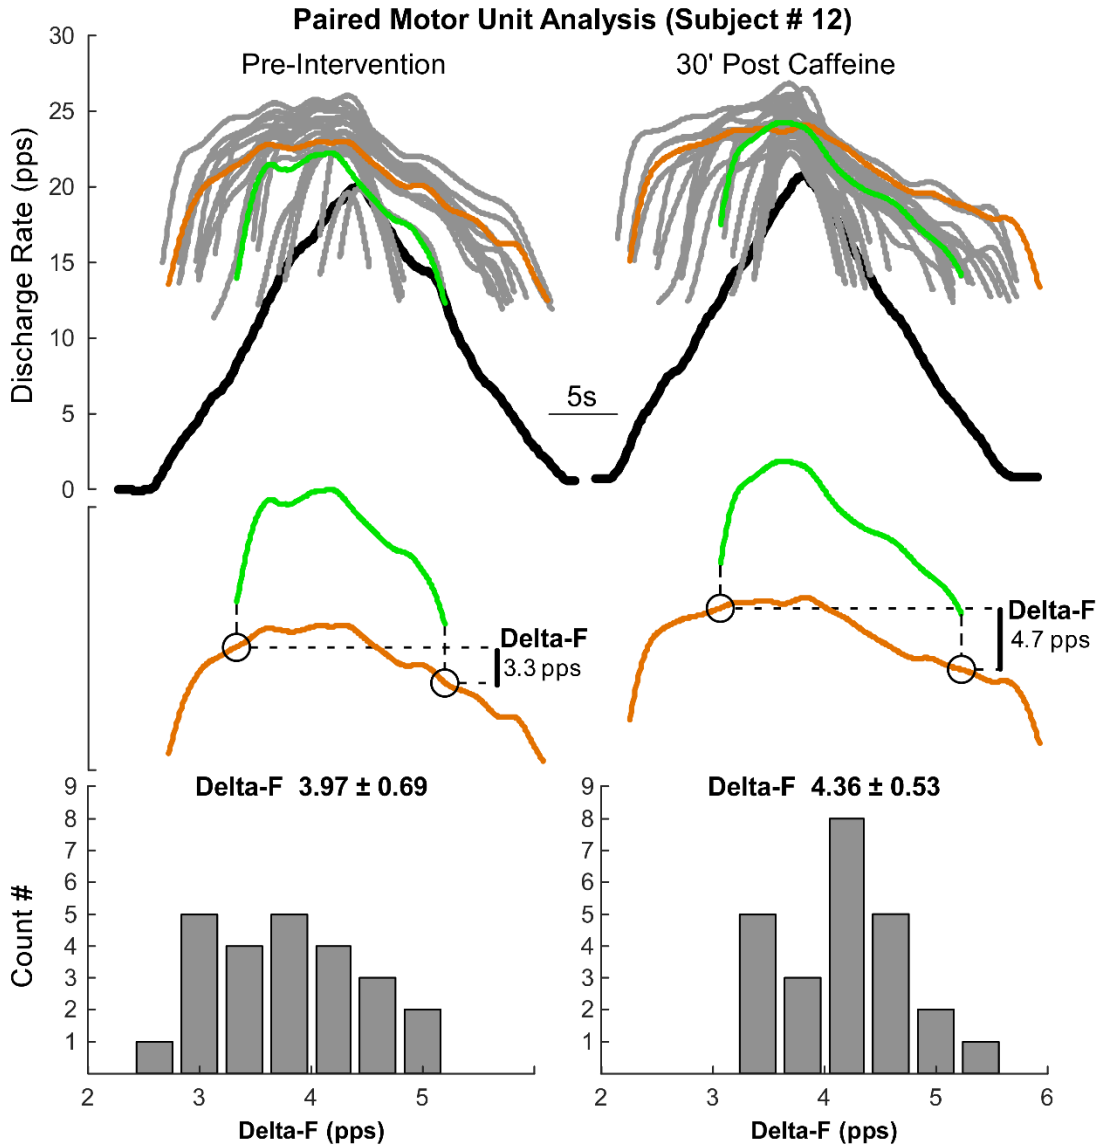 Paired Motor Unit Analysis (Subject # 12)
Pre-Intervention
30' Post Caffeine
Discharge Rate (pps)
30
25
20
15
10
5
0
5s
Delta-F
3.3 pps
Delta-F
4.7 pps
Delta-F 3.97 ± 0.69
Delta-F 4.36 ± 0.53
Count #
9
8
7
6
5
4
3
2
1
2 3 4 5
Delta-F (pps)
9
8
7
6
5
4
3
2
1
2 3 4 5 6
Delta-F (pps)